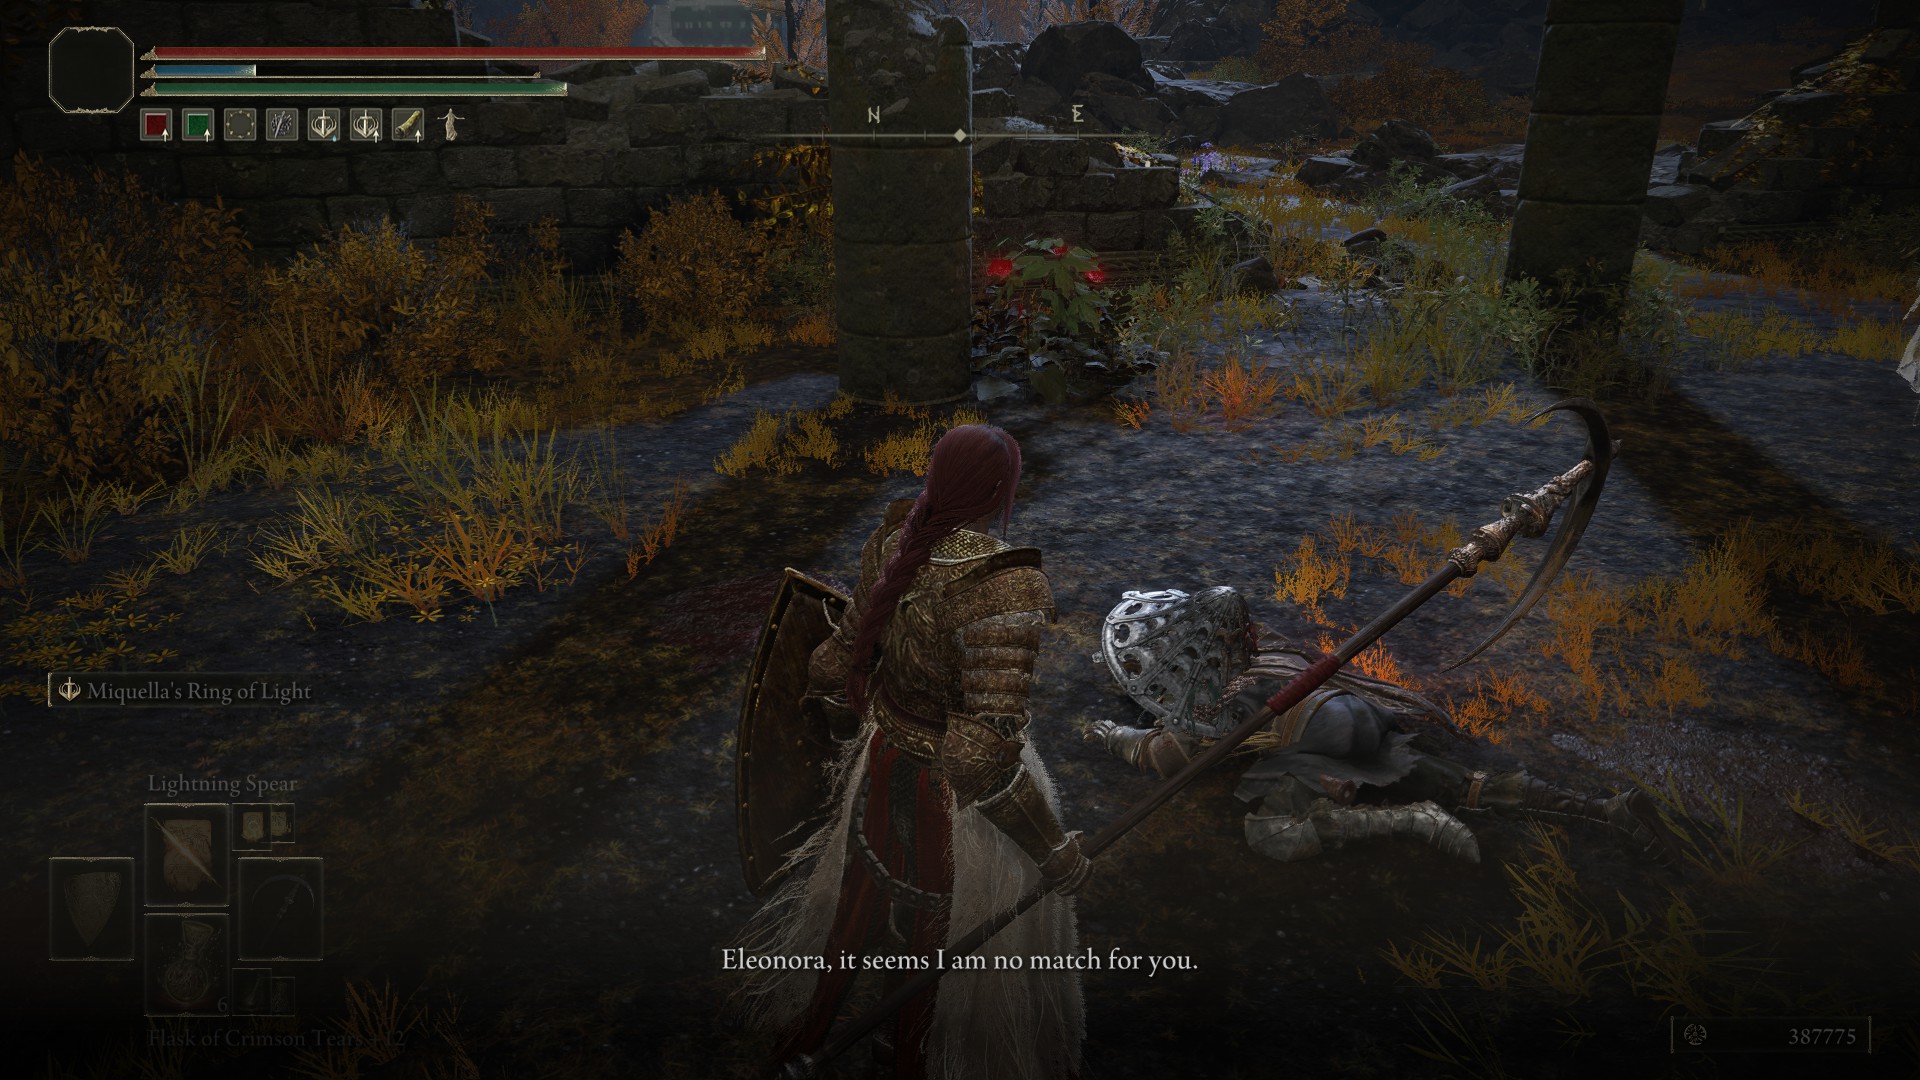 N E
Miquella's Ring of Light
Lightning Spear
6
Flask of Crimson Tears +12
Eleonora, it seems I am no match for you.
387775